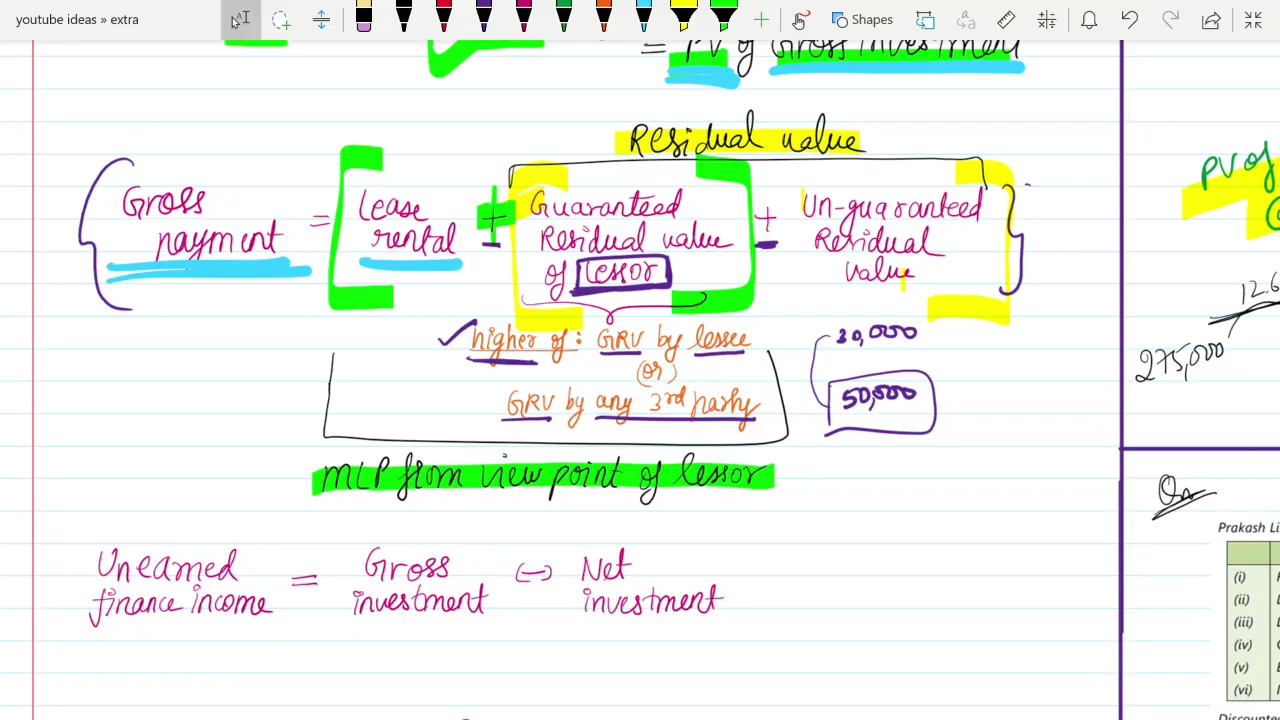 youtube ideas » extra
Shapes
= PV of Gross investment
Residual value
Gross payment = Lease rental + Guaranteed Residual value of lessor + Un-guaranteed Residual value
higher of: GRV by lessee
(or)
GRV by any 3rd party
30,000
50,000
MLP from view point of lessor
Unearned finance income = Gross investment (-) Net investment
PV of
12.6
275,000
Qn
Prakash Li
(i)
(ii)
(iii)
(iv)
(v)
(vi)
Discounted